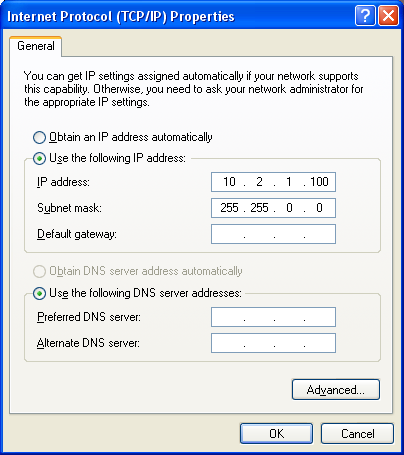 Internet Protocol (TCP/IP) Properties
General
You can get IP settings assigned automatically if your network supports
this capability. Otherwise, you need to ask your network administrator for
the appropriate IP settings.
Obtain an IP address automatically
Use the following IP address:
IP address: 10 . 2 . 1 . 100
Subnet mask: 255 . 255 . 0 . 0
Default gateway: . . .
Obtain DNS server address automatically
Use the following DNS server addresses:
Preferred DNS server: . . .
Alternate DNS server: . . .
Advanced...
OK Cancel